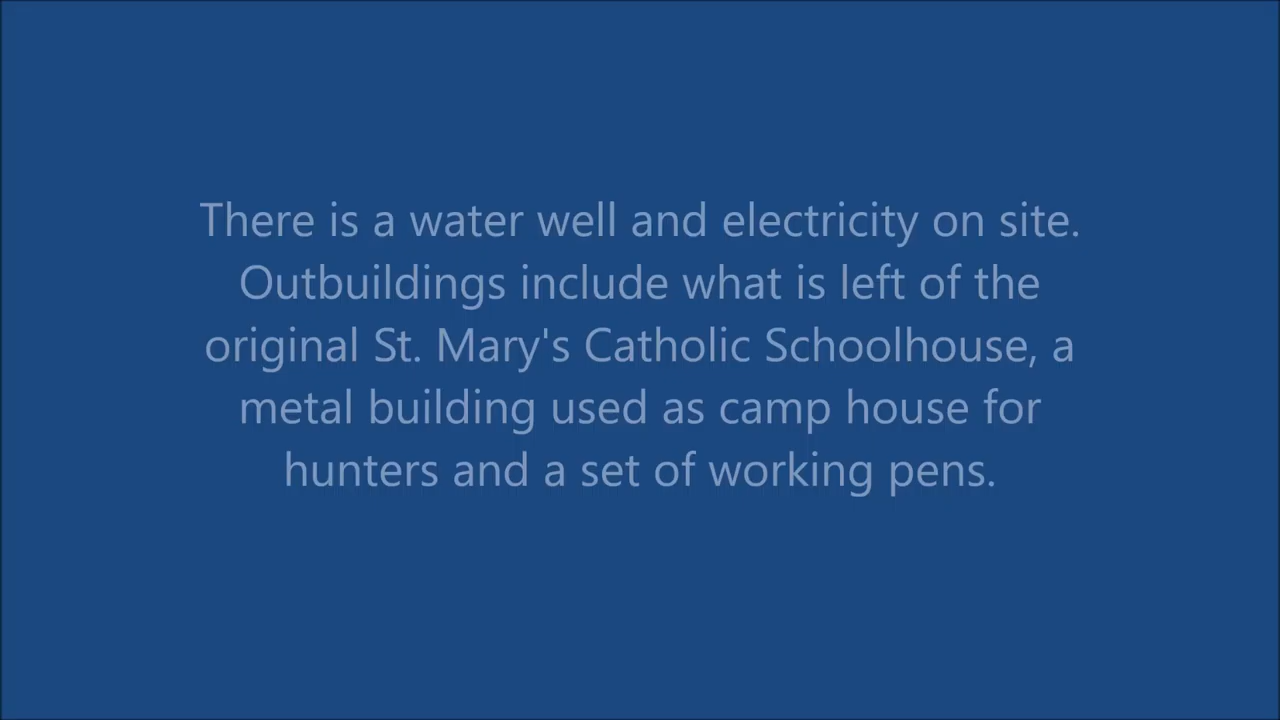 There is a water well and electricity on site.
Outbuildings include what is left of the
original St. Mary's Catholic Schoolhouse, a
metal building used as camp house for
hunters and a set of working pens.